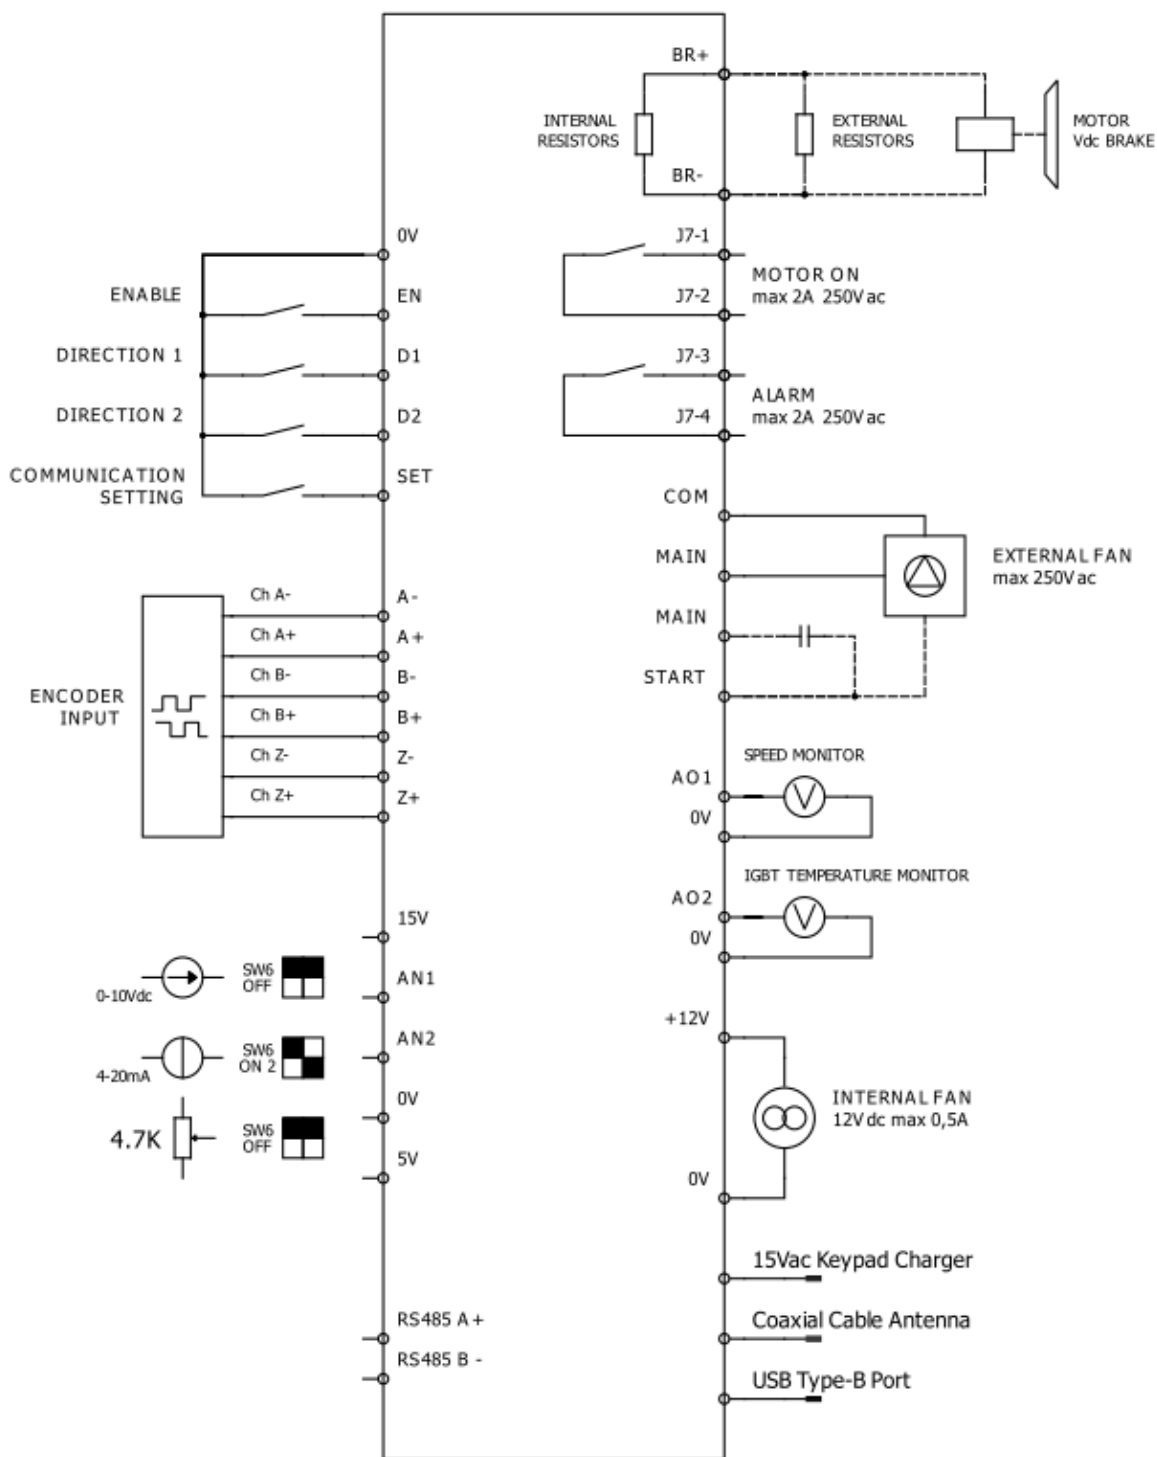 BR+
INTERNAL
RESISTORS
EXTERNAL
RESISTORS
MOTOR
Vdc BRAKE
BR-
0V
J7-1
MOTOR ON
max 2A 250Vac
ENABLE
EN
J7-2
DIRECTION 1
D1
J7-3
ALARM
max 2A 250Vac
DIRECTION 2
D2
J7-4
COMMUNICATION
SETTING
SET
COM
MAIN
EXTERNAL FAN
max 250Vac
MAIN
START
ENCODER
INPUT
Ch A-
A-
Ch A+
A+
Ch B-
B-
Ch B+
B+
Ch Z-
Z-
Ch Z+
Z+
SPEED MONITOR
AO1
V
0V
IGBT TEMPERATURE MONITOR
AO2
V
0V
15V
0-10Vdc
SW6
OFF
AN1
4-20mA
SW6
ON 2
AN2
0V
4.7K
SW6
OFF
5V
+12V
INTERNAL FAN
12Vdc max 0,5A
0V
15Vac Keypad Charger
RS485 A+
Coaxial Cable Antenna
RS485 B -
USB Type-B Port